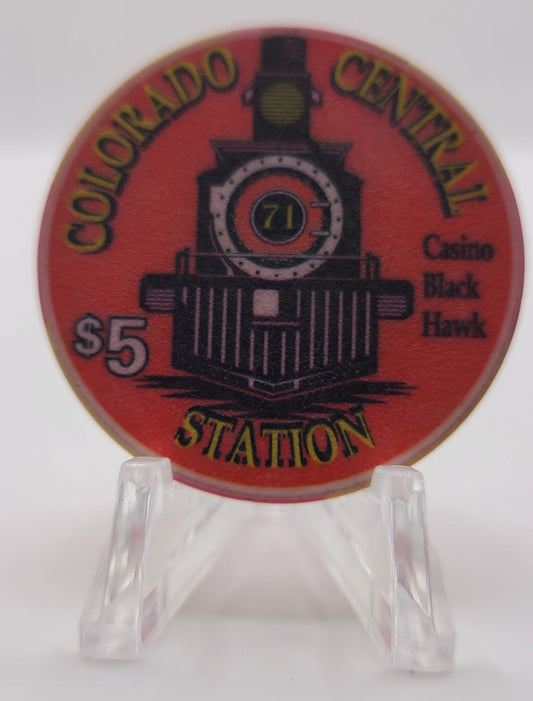 COLORADO CENTRAL
71
Casino
Black
Hawk
$5
STATION